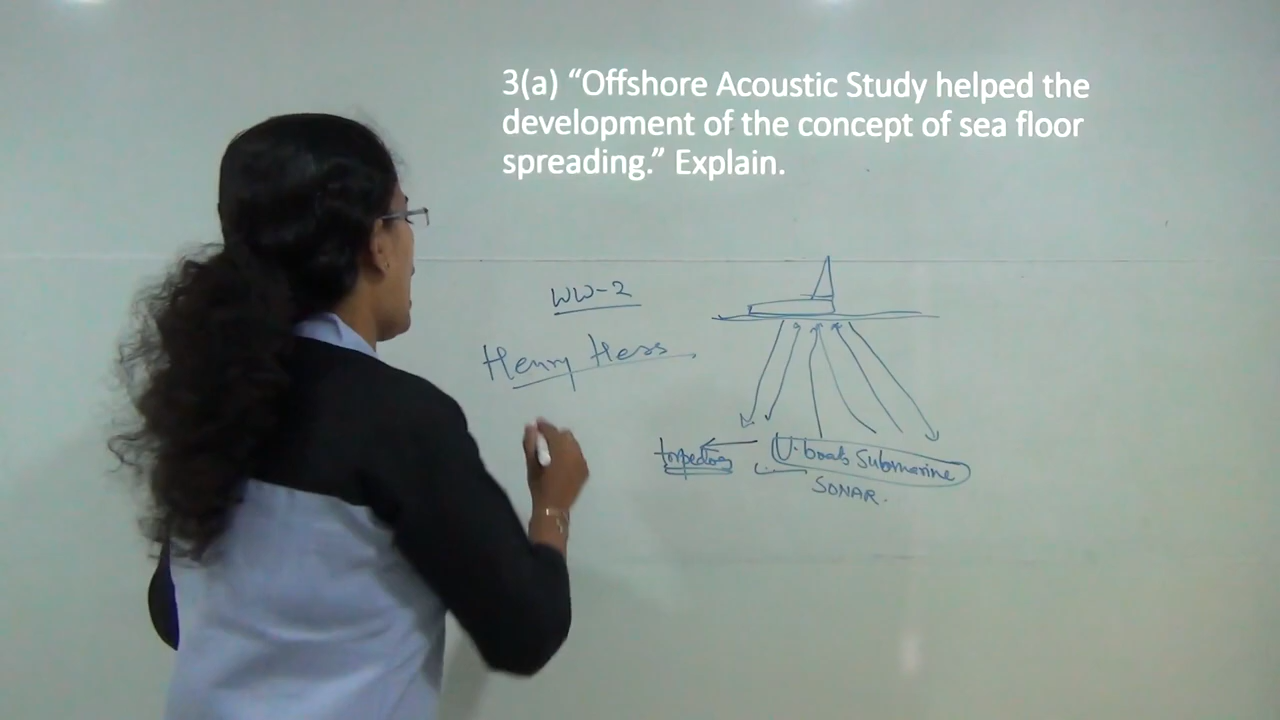 3(a) “Offshore Acoustic Study helped the
development of the concept of sea floor
spreading.” Explain.
WW-2
Henry Hess
torpedoes
U-boats Submarine
SONAR.